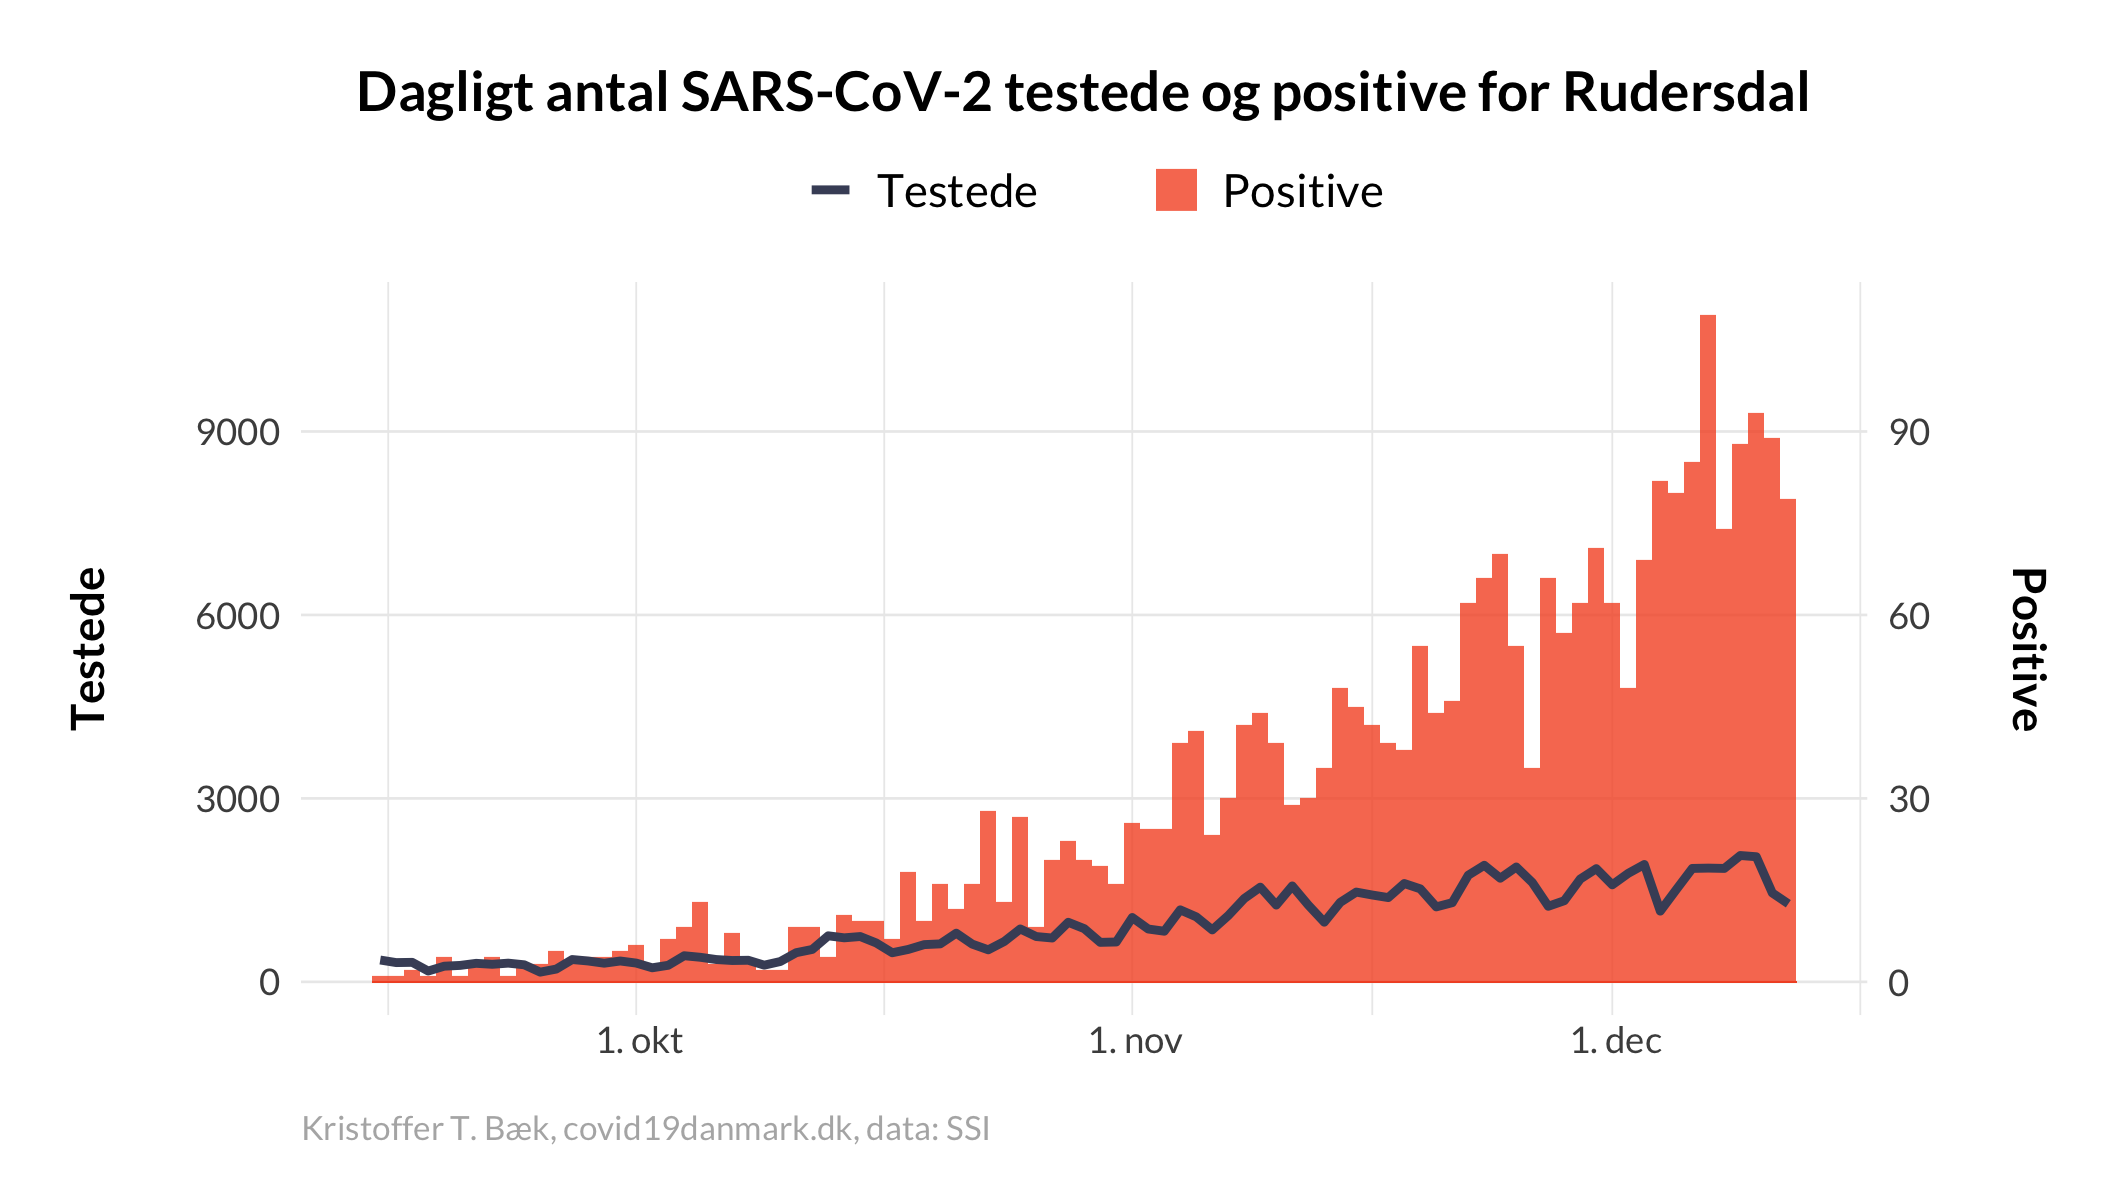 Dagligt antal SARS-CoV-2 testede og positive for Rudersdal
Testede
Positive
9000
6000
3000
0
Testede
90
60
30
0
Positive
1. okt
1. nov
1. dec
Kristoffer T. Bæk, covid19danmark.dk, data: SSI